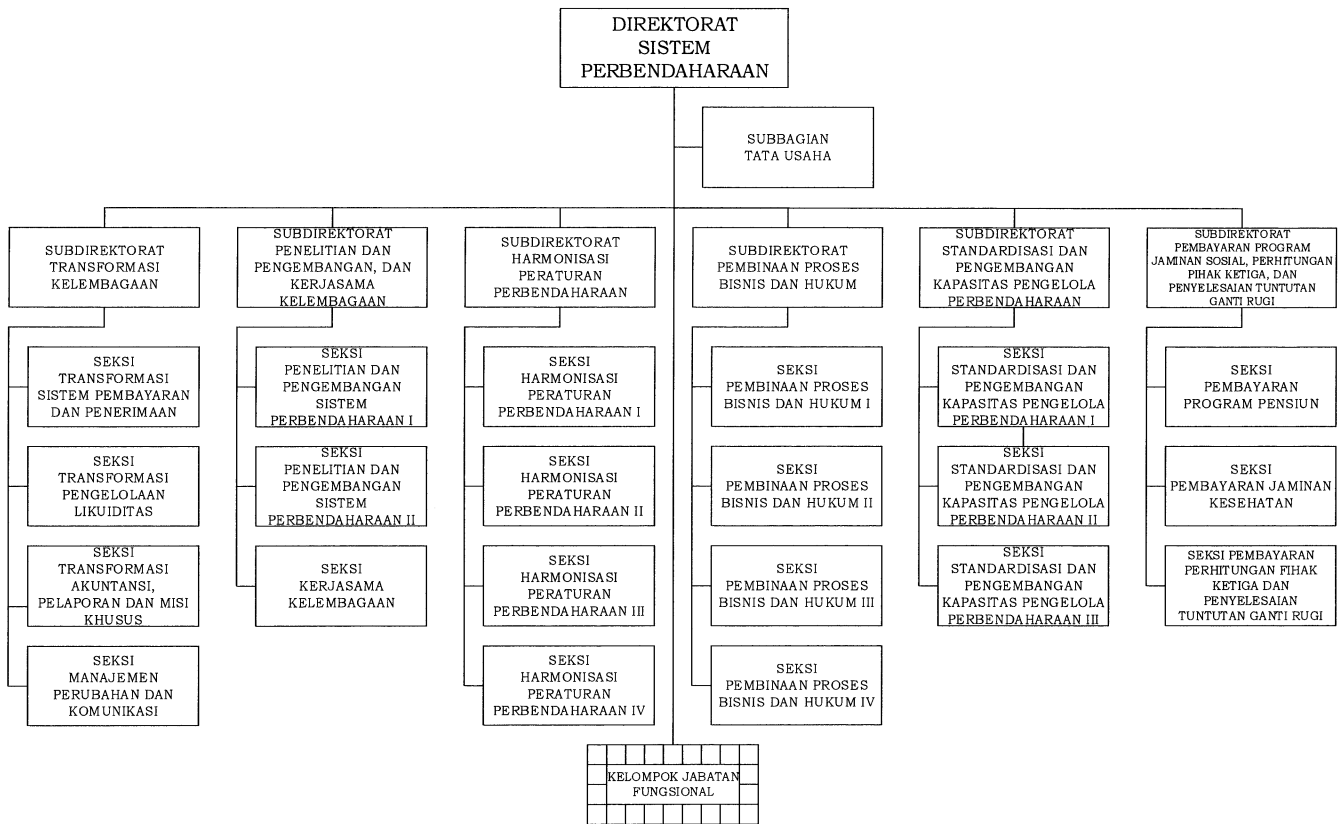 DIREKTORAT
SISTEM
PERBENDAHARAAN
SUBBAGIAN
TATA USAHA
SUBDIREKTORAT
TRANSFORMASI
KELEMBAGAAN
SEKSI
TRANSFORMASI
SISTEM PEMBAYARAN
DAN PENERIMAAN
SEKSI
TRANSFORMASI
PENGELOLAAN
LIKUIDITAS
SEKSI
TRANSFORMASI
AKUNTANSI,
PELAPORAN DAN MISI
KHUSUS
SEKSI
MANAJEMEN
PERUBAHAN DAN
KOMUNIKASI
SUBDIREKTORAT
PENELITIAN DAN
PENGEMBANGAN, DAN
KERJASAMA
KELEMBAGAAN
SEKSI
PENELITIAN DAN
PENGEMBANGAN
SISTEM
PERBENDAHARAAN I
SEKSI
PENELITIAN DAN
PENGEMBANGAN
SISTEM
PERBENDAHARAAN II
SEKSI
KERJASAMA
KELEMBAGAAN
SUBDIREKTORAT
HARMONISASI
PERATURAN
PERBENDAHARAAN
SEKSI
HARMONISASI
PERATURAN
PERBENDAHARAAN I
SEKSI
HARMONISASI
PERATURAN
PERBENDAHARAAN II
SEKSI
HARMONISASI
PERATURAN
PERBENDAHARAAN III
SEKSI
HARMONISASI
PERATURAN
PERBENDAHARAAN IV
SUBDIREKTORAT
PEMBINAAN PROSES
BISNIS DAN HUKUM
SEKSI
PEMBINAAN PROSES
BISNIS DAN HUKUM I
SEKSI
PEMBINAAN PROSES
BISNIS DAN HUKUM II
SEKSI
PEMBINAAN PROSES
BISNIS DAN HUKUM III
SEKSI
PEMBINAAN PROSES
BISNIS DAN HUKUM IV
SUBDIREKTORAT
STANDARDISASI DAN
PENGEMBANGAN
KAPASITAS PENGELOLA
PERBENDAHARAAN
SEKSI
STANDARDISASI DAN
PENGEMBANGAN
KAPASITAS PENGELOLA
PERBENDAHARAAN I
SEKSI
STANDARDISASI DAN
PENGEMBANGAN
KAPASITAS PENGELOLA
PERBENDAHARAAN II
SEKSI
STANDARDISASI DAN
PENGEMBANGAN
KAPASITAS PENGELOLA
PERBENDAHARAAN III
SUBDIREKTORAT
PEMBAYARAN PROGRAM
JAMINAN SOSIAL, PERHITUNGAN
PIHAK KETIGA, DAN
PENYELESAIAN TUNTUTAN
GANTI RUGI
SEKSI
PEMBAYARAN
PROGRAM PENSIUN
SEKSI
PEMBAYARAN JAMINAN
KESEHATAN
SEKSI PEMBAYARAN
PERHITUNGAN FIHAK
KETIGA DAN
PENYELESAIAN
TUNTUTAN GANTI RUGI
KELOMPOK JABATAN
FUNGSIONAL